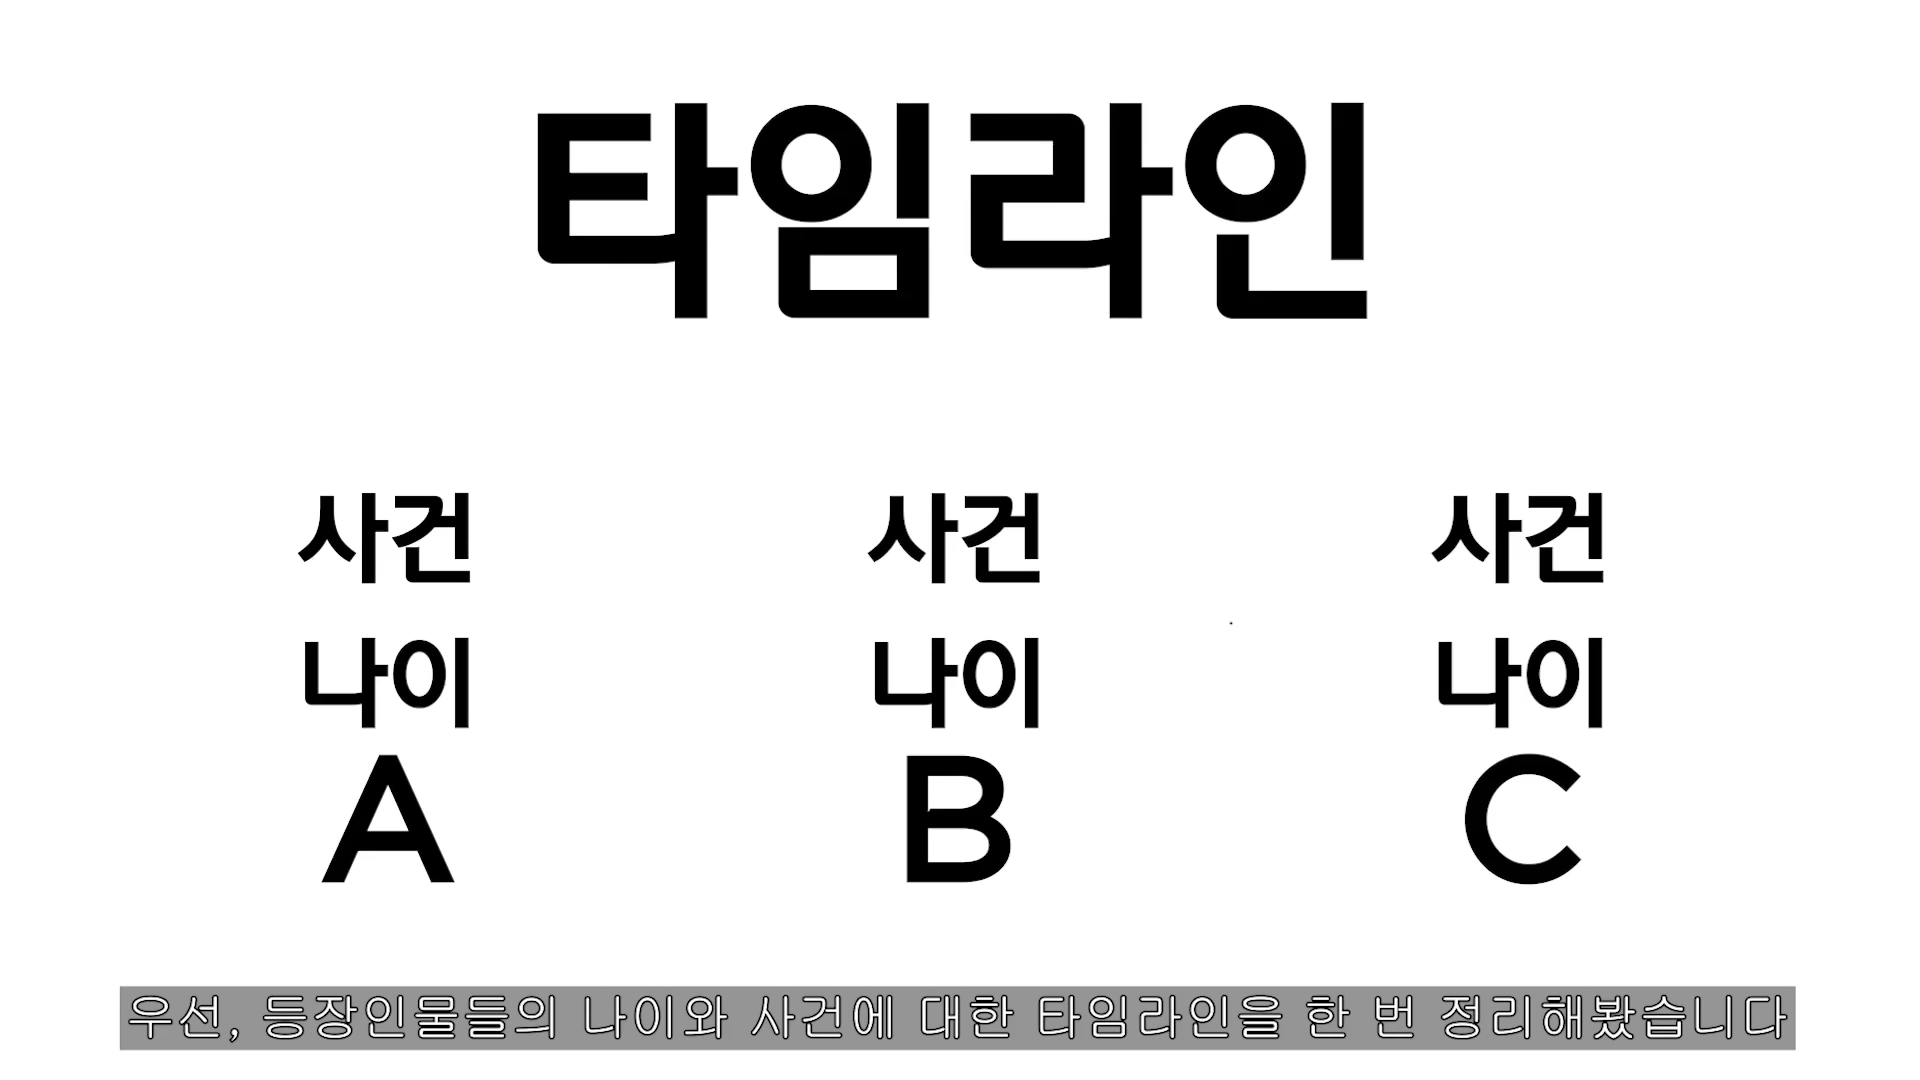 타임라인
사건 사건 사건
나이 나이 나이
A B C
우선, 등장인물들의 나이와 사건에 대한 타임라인을 한 번 정리해봤습니다